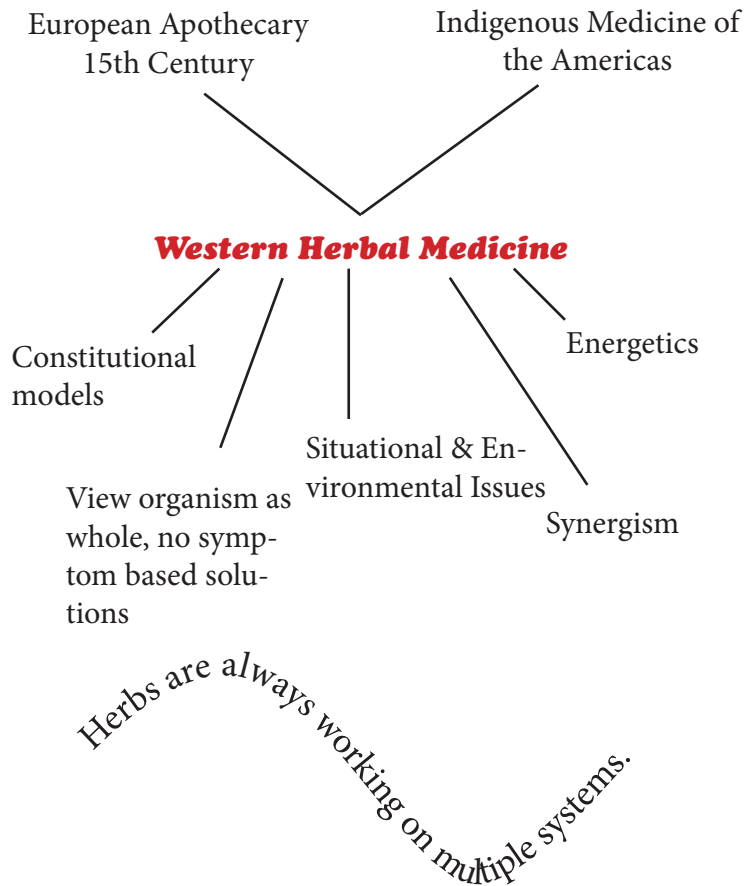 European Apothecary
15th Century
Indigenous Medicine of
the Americas
Western Herbal Medicine
Constitutional
models
View organism as
whole, no symp-
tom based solu-
tions
Situational & En-
vironmental Issues
Synergism
Energetics
Herbs are always working on multiple systems.